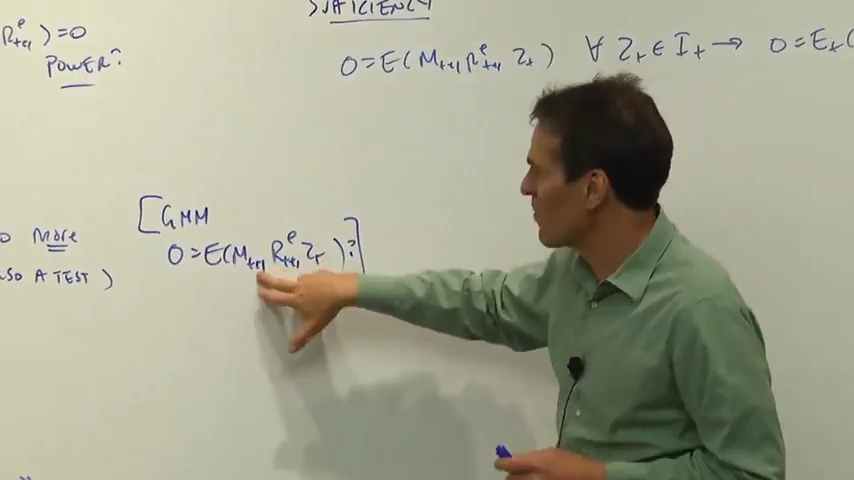 SUFFICIENCY
R^e_{t+1}) = 0
POWER?
0 = E(M_{t+1} R^e_{t+1} Z_t) ∀ Z_t ∈ I_t → 0 = E_t(
[GMM
0 = E(M_{t+1} R^e_{t+1} Z_t)?]
MORE
A TEST)